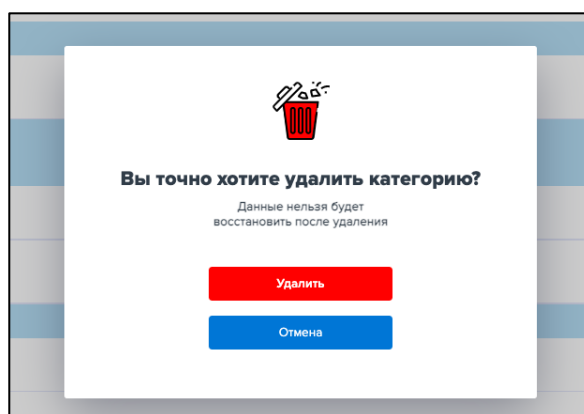 Вы точно хотите удалить категорию?
Данные нельзя будет
восстановить после удаления
Удалить
Отмена